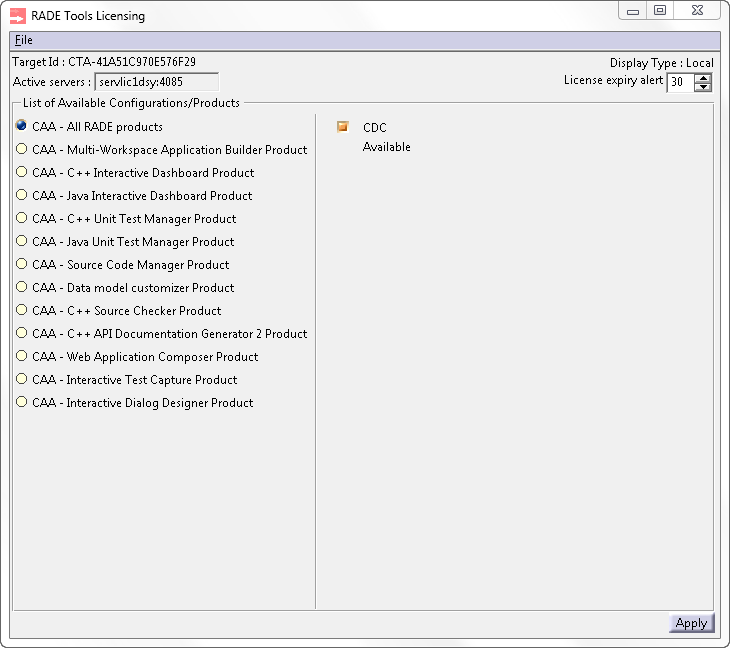 RADE Tools Licensing
File
Target Id : CTA-41A51C970E576F29
Display Type : Local
Active servers : servlic1dsy:4085
License expiry alert 30
List of Available Configurations/Products
CAA - All RADE products
CAA - Multi-Workspace Application Builder Product
CAA - C++ Interactive Dashboard Product
CAA - Java Interactive Dashboard Product
CAA - C++ Unit Test Manager Product
CAA - Java Unit Test Manager Product
CAA - Source Code Manager Product
CAA - Data model customizer Product
CAA - C++ Source Checker Product
CAA - C++ API Documentation Generator 2 Product
CAA - Web Application Composer Product
CAA - Interactive Test Capture Product
CAA - Interactive Dialog Designer Product
CDC
Available
Apply